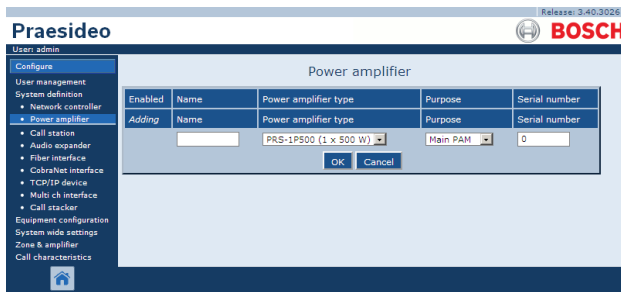 Release: 3.40.3026
Praesideo
BOSCH
User: admin
Configure
User management
System definition
• Network controller
• Power amplifier
• Call station
• Audio expander
• Fiber interface
• CobraNet interface
• TCP/IP device
• Multi ch interface
• Call stacker
Equipment configuration
System wide settings
Zone & amplifier
Call characteristics
Power amplifier
Enabled Name Power amplifier type Purpose Serial number
Adding Name Power amplifier type Purpose Serial number
PRS-1P500 (1 x 500 W) Main PAM 0
OK Cancel